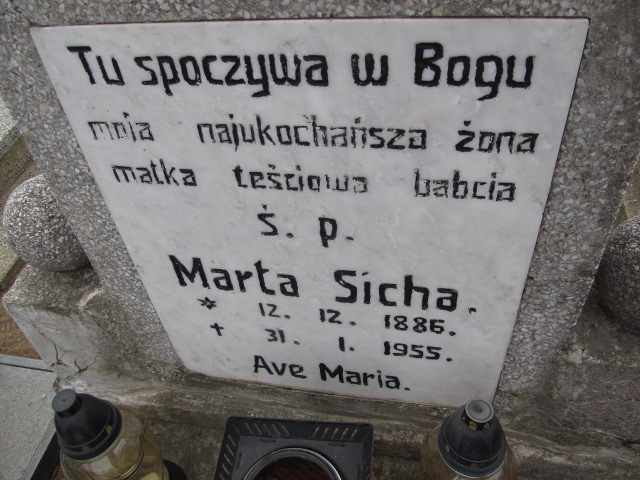 Tu spoczywa w Bogu
moja najukochańsza żona
matka teściowa babcia
Ś. p.
Marta Sicha.
* 12. 12. 1886.
† 31. 1. 1955.
Ave Maria.